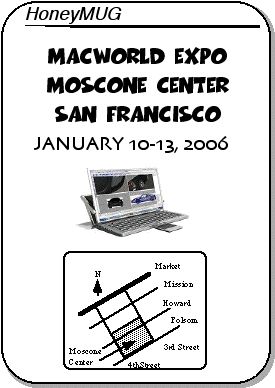 HoneyMUG
MACWORLD EXPO
MOSCONE CENTER
SAN FRANCISCO
JANUARY 10-13, 2006
Market
N
Mission
Howard
Folsom
3rd Street
Moscone
Center
4thStreet